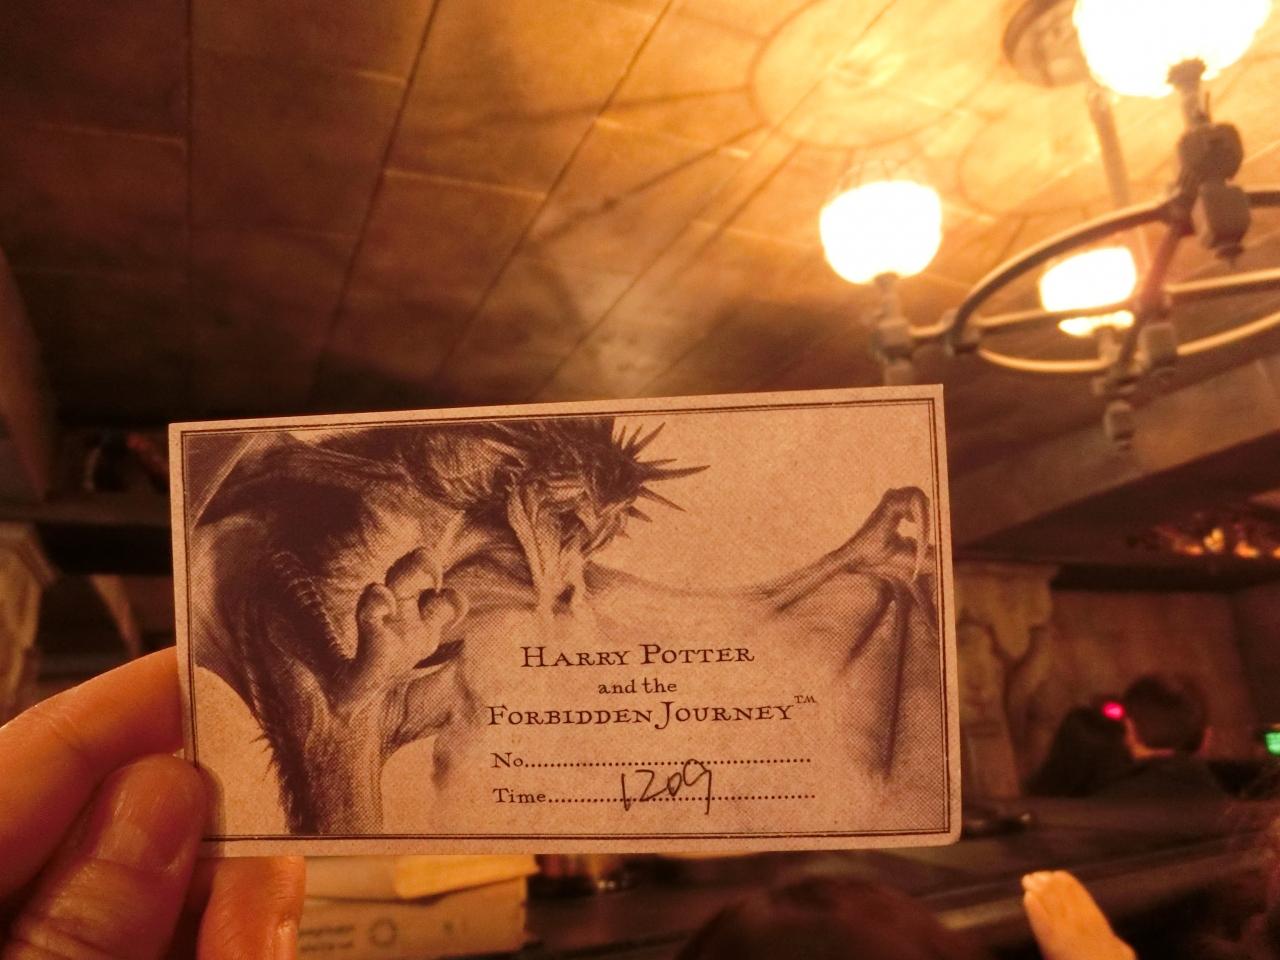 HARRY POTTER
and the
FORBIDDEN JOURNEY™
No..............................................
Time.........1209.........